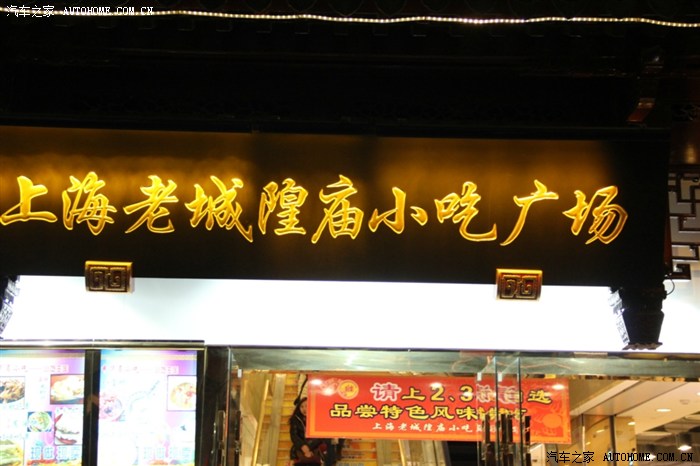 汽车之家 AUTOHOME.COM.CN
上海老城隍庙小吃广场
请上2、3
选
品尝特色风味
上海老城隍庙小吃
汽车之家 AUTOHOME.COM.CN